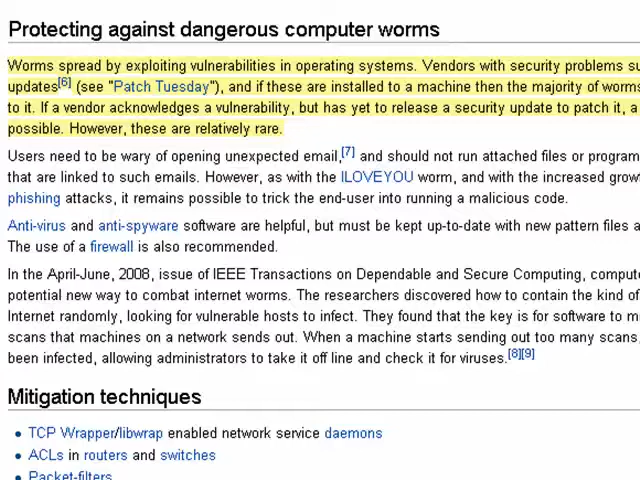 Protecting against dangerous computer worms
Worms spread by exploiting vulnerabilities in operating systems. Vendors with security problems su
updates[6] (see "Patch Tuesday"), and if these are installed to a machine then the majority of worms
to it. If a vendor acknowledges a vulnerability, but has yet to release a security update to patch it, a
possible. However, these are relatively rare.
Users need to be wary of opening unexpected email,[7] and should not run attached files or program
that are linked to such emails. However, as with the ILOVEYOU worm, and with the increased grow
phishing attacks, it remains possible to trick the end-user into running a malicious code.
Anti-virus and anti-spyware software are helpful, but must be kept up-to-date with new pattern files a
The use of a firewall is also recommended.
In the April-June, 2008, issue of IEEE Transactions on Dependable and Secure Computing, compute
potential new way to combat internet worms. The researchers discovered how to contain the kind of
Internet randomly, looking for vulnerable hosts to infect. They found that the key is for software to m
scans that machines on a network sends out. When a machine starts sending out too many scans,
been infected, allowing administrators to take it off line and check it for viruses.[8][9]
Mitigation techniques
• TCP Wrapper/libwrap enabled network service daemons
• ACLs in routers and switches
• Packet-filters